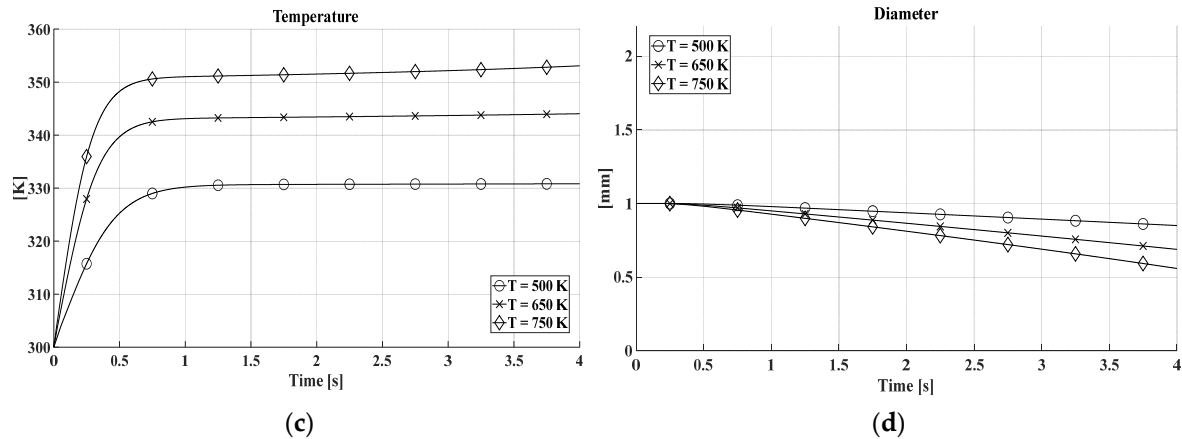 Temperature
360
350
340
330
320
310
300
[K]
0
0.5
1
1.5
2
2.5
3
3.5
4
Time [s]
T = 500 K
T = 650 K
T = 750 K
(c)
Diameter
2
1.5
1
0.5
0
[mm]
0
0.5
1
1.5
2
2.5
3
3.5
4
Time [s]
T = 500 K
T = 650 K
T = 750 K
(d)